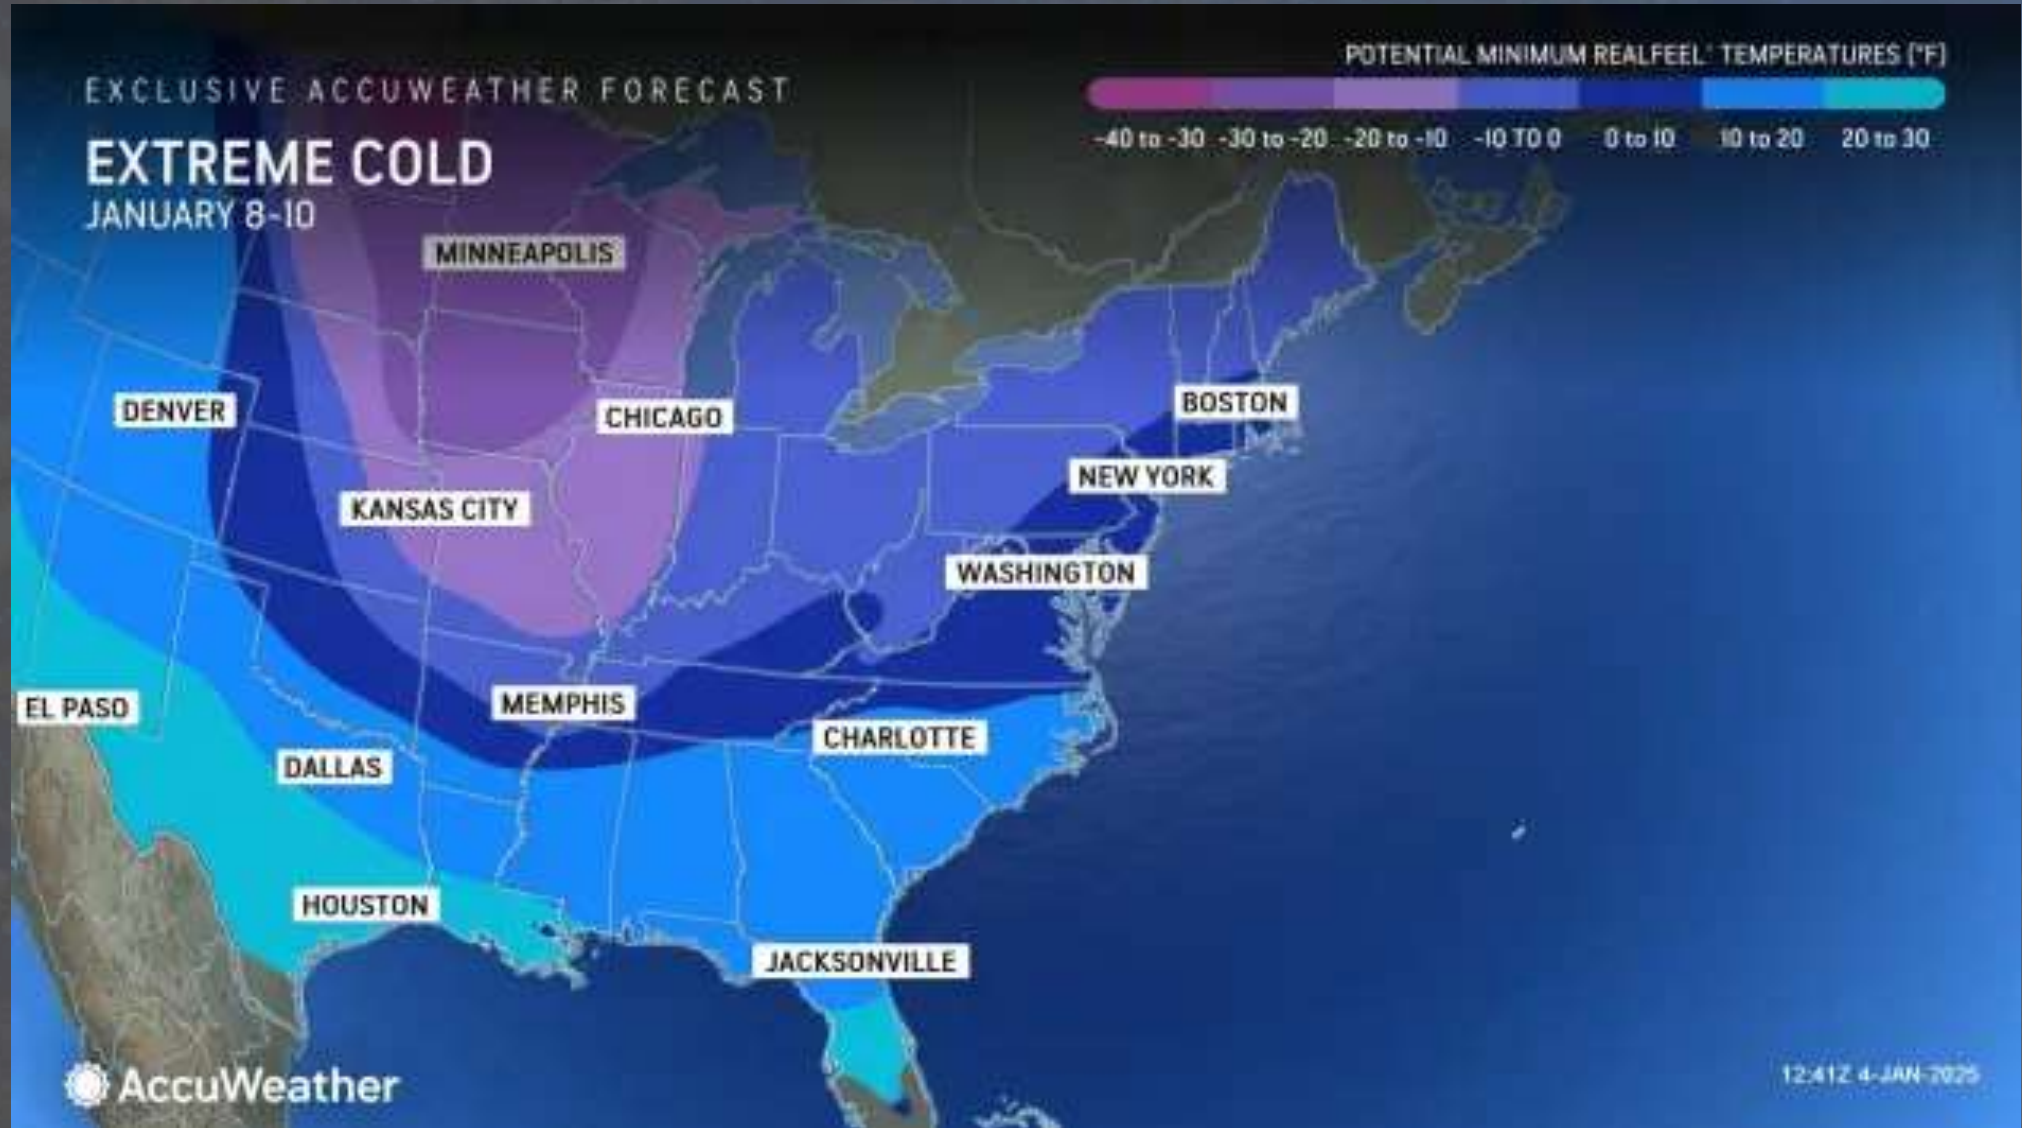 EXCLUSIVE ACCUWEATHER FORECAST
EXTREME COLD
JANUARY 8-10
POTENTIAL MINIMUM REALFEEL® TEMPERATURES (°F)
-40 to -30 -30 to -20 -20 to -10 -10 TO 0 0 to 10 10 to 20 20 to 30
MINNEAPOLIS
DENVER
CHICAGO
BOSTON
NEW YORK
KANSAS CITY
WASHINGTON
EL PASO
MEMPHIS
CHARLOTTE
DALLAS
HOUSTON
JACKSONVILLE
AccuWeather
12:41Z 4-JAN-2025